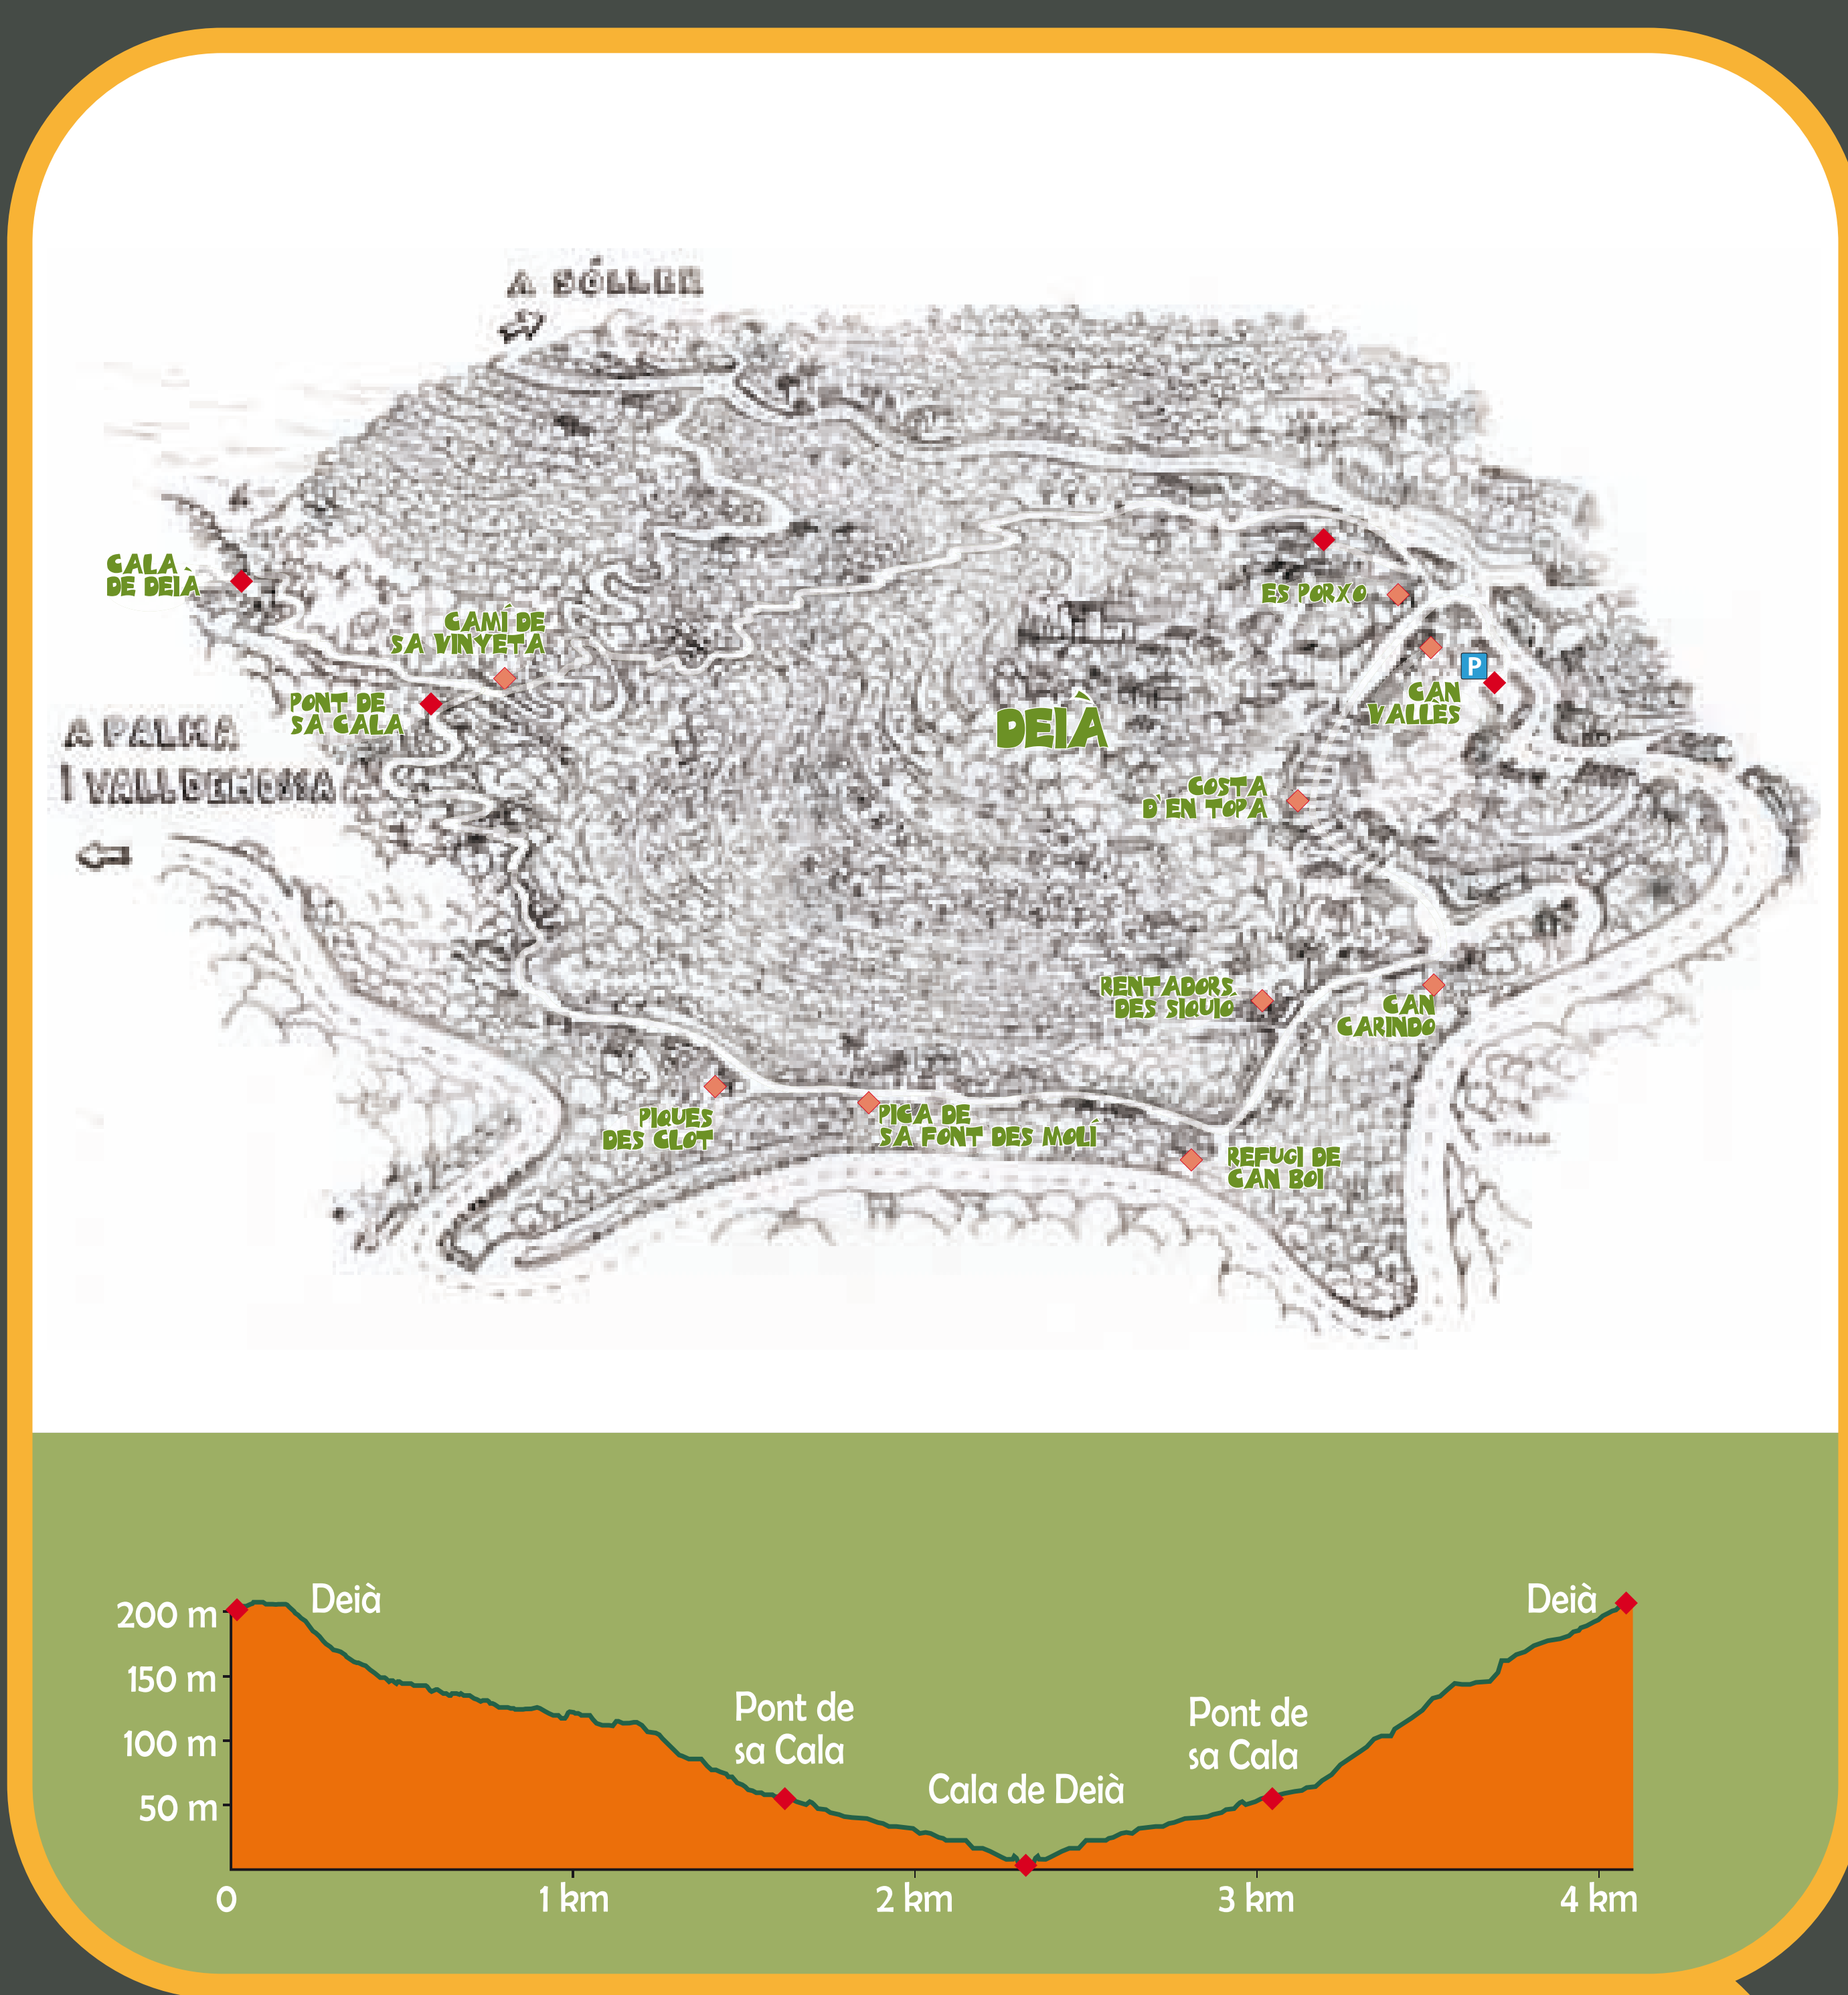 A SÓLLER
CALA
DE DEIÀ
CAMÍ DE
SA VINYETA
PONT DE
SA CALA
A PALMA
I VALLDEMOSSA
ES PORXO
P
CAN
VALLÉS
DEIÀ
COSTA
D'EN TOPA
RENTADORS
DES SIQUIO
CAN
CARINDO
PIQUES
DES CLOT
PICA DE
SA FONT DES MOLÍ
REFUGI DE
CAN BOI
200 m
150 m
100 m
50 m
Deià
Pont de
sa Cala
Cala de Deià
Pont de
sa Cala
Deià
0 1 km 2 km 3 km 4 km